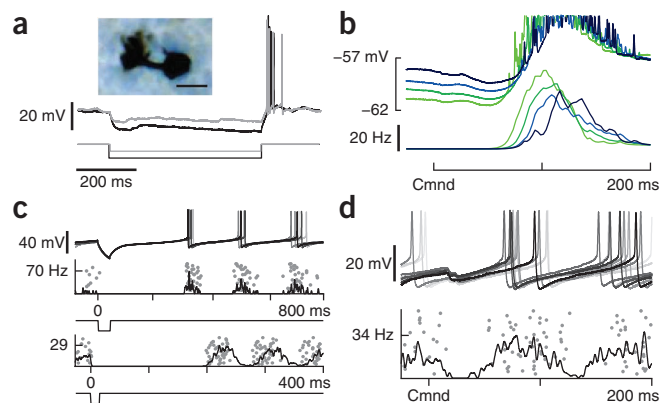 a
20 mV
200 ms
b
–57 mV
–62
20 Hz
Cmnd 200 ms
c
40 mV
70 Hz
0 800 ms
29
0 400 ms
d
20 mV
34 Hz
Cmnd 200 ms